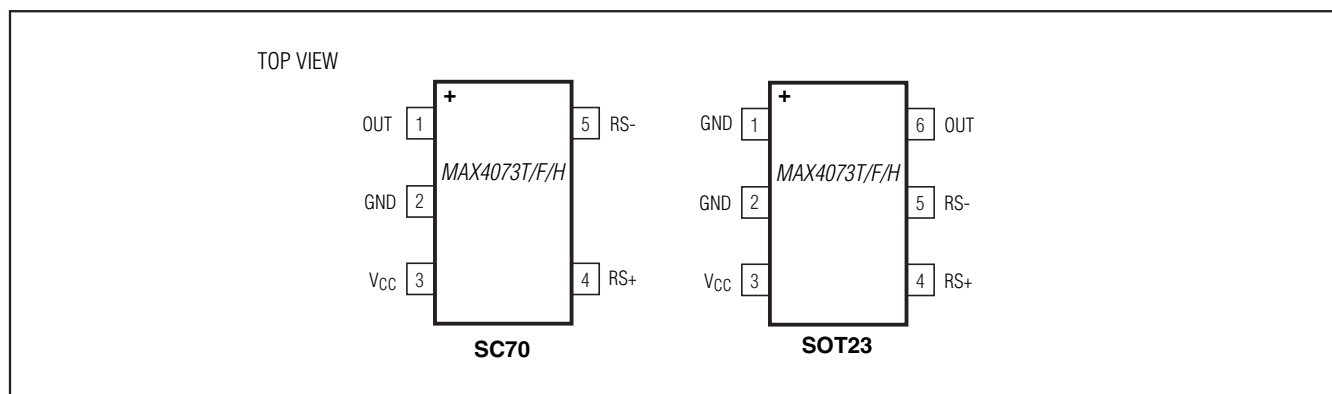 TOP VIEW
+
OUT 1
5 RS-
MAX4073T/F/H
GND 2
VCC 3
4 RS+
SC70
+
GND 1
6 OUT
MAX4073T/F/H
GND 2
5 RS-
VCC 3
4 RS+
SOT23